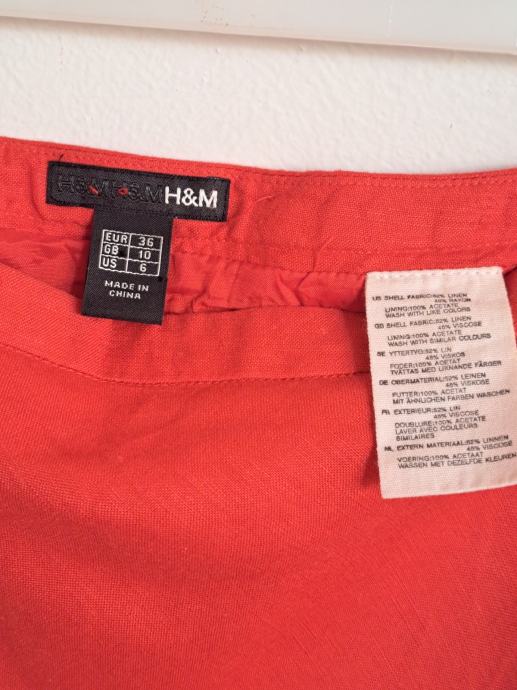 H&M H&M H&M
EUR 36
GB 10
US 6
MADE IN
CHINA
US SHELL FABRIC:52% LINEN
48% RAYON
LINING:100% ACETATE
WASH WITH LIKE COLORS
GB SHELL FABRIC:52% LINEN
48% VISCOSE
LINING:100% ACETATE
WASH WITH SIMILAR COLOURS
SE YTTERTYG:52% LIN
48% VISKOS
FODER:100% ACETAT
TVÄTTAS MED LIKNANDE FÄRGER
DE OBERMATERIAL:52% LEINEN
48% VISKOSE
FUTTER:100% ACETAT
MIT ÄHNLICHEN FARBEN WASCHEN
FR EXTERIEUR:52% LIN
48% VISCOSE
DOUBLURE:100% ACETATE
LAVER AVEC COULEURS
SIMILAIRES
NL EXTERN MATERIAAL:52% LINNEN
48% VISCOSE
VOERING:100% ACETAAT
WASSEN MET DEZELFDE KLEUREN